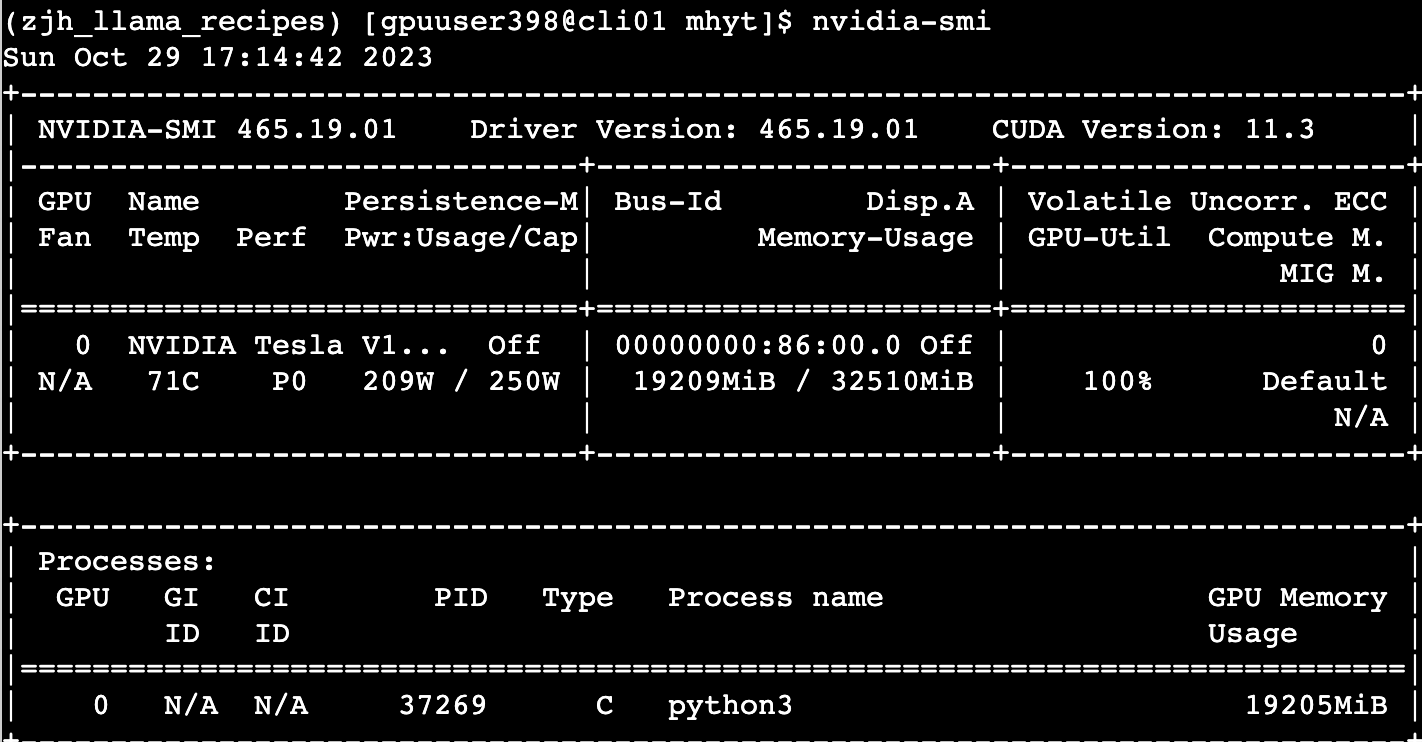 (zjh_llama_recipes) [gpuuser398@cli01 mhyt]$ nvidia-smi
Sun Oct 29 17:14:42 2023
+-----------------------------------------------------------------------------+
| NVIDIA-SMI 465.19.01    Driver Version: 465.19.01    CUDA Version: 11.3     |
|-------------------------------+----------------------+----------------------+
| GPU  Name        Persistence-M| Bus-Id        Disp.A | Volatile Uncorr. ECC |
| Fan  Temp  Perf  Pwr:Usage/Cap|         Memory-Usage | GPU-Util  Compute M. |
|                               |                      |               MIG M. |
|===============================+======================+======================|
|   0  NVIDIA Tesla V1...  Off  | 00000000:86:00.0 Off |                    0 |
| N/A   71C    P0   209W / 250W |  19209MiB / 32510MiB |    100%      Default |
|                               |                      |                  N/A |
+-------------------------------+----------------------+----------------------+

+-----------------------------------------------------------------------------+
| Processes:                                                                  |
|  GPU   GI   CI        PID   Type   Process name                  GPU Memory |
|        ID   ID                                                   Usage      |
|=============================================================================|
|    0   N/A  N/A     37269      C   python3                         19205MiB |
+-----------------------------------------------------------------------------+